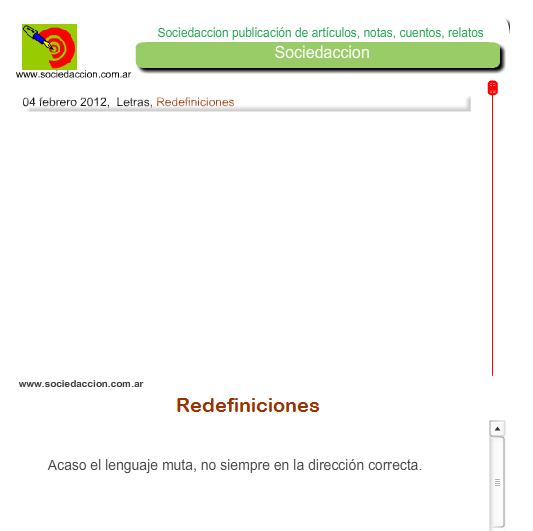 Sociedaccion publicación de artículos, notas, cuentos, relatos
Sociedaccion
www.sociedaccion.com.ar
04 febrero 2012, Letras, Redefiniciones
www.sociedaccion.com.ar
Redefiniciones
Acaso el lenguaje muta, no siempre en la dirección correcta.